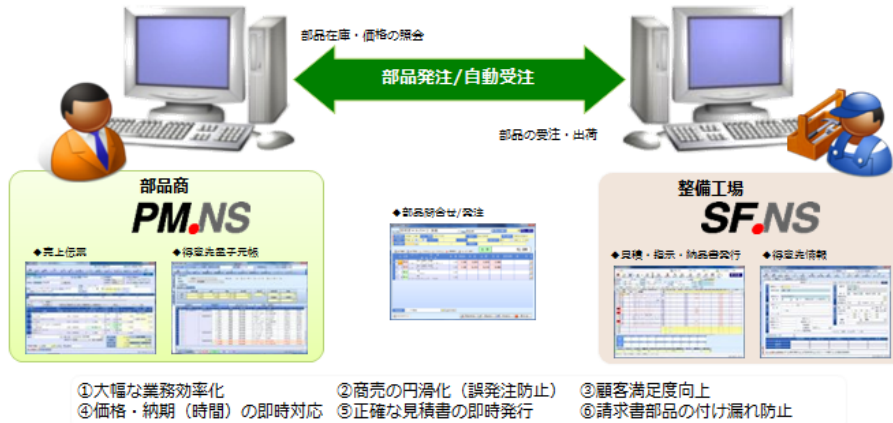 部品在庫・価格の照会
部品発注/自動受注
部品の受注・出荷
部品商
PM.NS
◆売上伝票
◆得意先電子元帳
◆部品問合せ/発注
整備工場
SF.NS
◆見積・指示・納品書発行
◆得意先情報
①大幅な業務効率化 ②商売の円滑化（誤発注防止） ③顧客満足度向上
④価格・納期（時間）の即時対応 ⑤正確な見積書の即時発行 ⑥請求書部品の付け漏れ防止